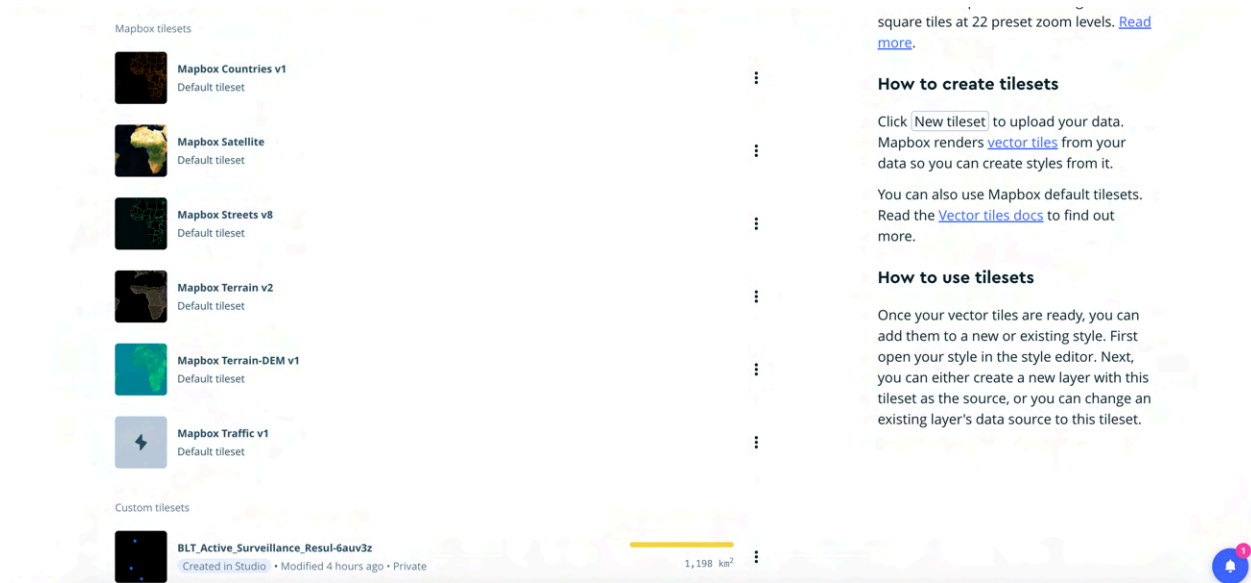 Mapbox tilesets
Mapbox Countries v1
Default tileset
Mapbox Satellite
Default tileset
Mapbox Streets v8
Default tileset
Mapbox Terrain v2
Default tileset
Mapbox Terrain-DEM v1
Default tileset
Mapbox Traffic v1
Default tileset
Custom tilesets
BLT_Active_Surveillance_Resul-6auv3z
Created in Studio • Modified 4 hours ago • Private
1,198 km²
square tiles at 22 preset zoom levels. Read
more.
How to create tilesets
Click New tileset to upload your data.
Mapbox renders vector tiles from your
data so you can create styles from it.
You can also use Mapbox default tilesets.
Read the Vector tiles docs to find out
more.
How to use tilesets
Once your vector tiles are ready, you can
add them to a new or existing style. First
open your style in the style editor. Next,
you can either create a new layer with this
tileset as the source, or you can change an
existing layer's data source to this tileset.
1